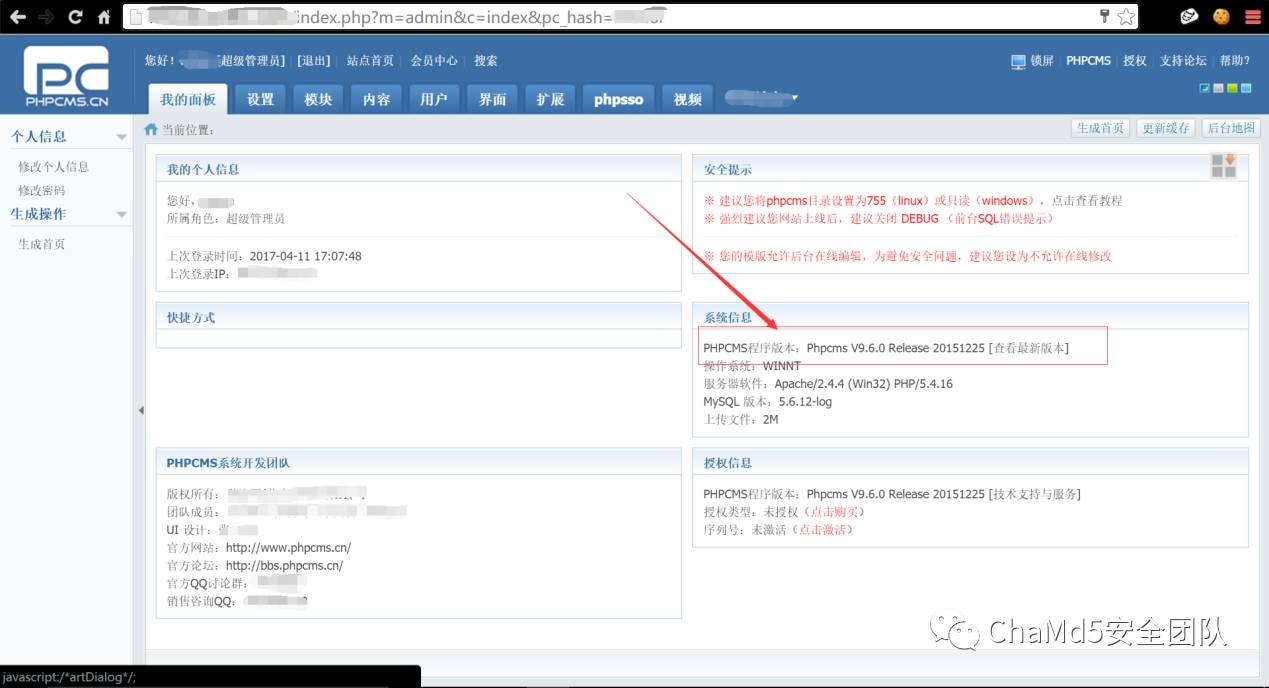 index.php?m=admin&c=index&pc_hash=
PHPCMS.CN
您好! [超级管理员] [退出] 站点首页 会员中心 搜索
锁屏 PHPCMS 授权 支持论坛 帮助?
我的面板 设置 模块 内容 用户 界面 扩展 phpsso 视频
个人信息
修改个人信息
修改密码
生成操作
生成首页
当前位置:
生成首页 更新缓存 后台地图
我的个人信息
您好,
所属角色:超级管理员
上次登录时间:2017-04-11 17:07:48
上次登录IP:
安全提示
※ 建议您将phpcms目录设置为755(linux)或只读(windows),点击查看教程
※ 强烈建议您网站上线后,建议关闭 DEBUG (前台SQL错误提示)
※ 您的模版允许后台在线编辑,为避免安全问题,建议您设为不允许在线修改
快捷方式
系统信息
PHPCMS程序版本:Phpcms V9.6.0 Release 20151225 [查看最新版本]
操作系统:WINNT
服务器软件:Apache/2.4.4 (Win32) PHP/5.4.16
MySQL 版本:5.6.12-log
上传文件:2M
PHPCMS系统开发团队
版权所有:
团队成员:
UI 设计:
官方网站:http://www.phpcms.cn/
官方论坛:http://bbs.phpcms.cn/
官方QQ讨论群:
销售咨询QQ:
授权信息
PHPCMS程序版本:Phpcms V9.6.0 Release 20151225 [技术支持与服务]
授权类型:未授权(点击购买)
序列号:未激活(点击激活)
ChaMd5安全团队
javascript:/*artDialog*/;